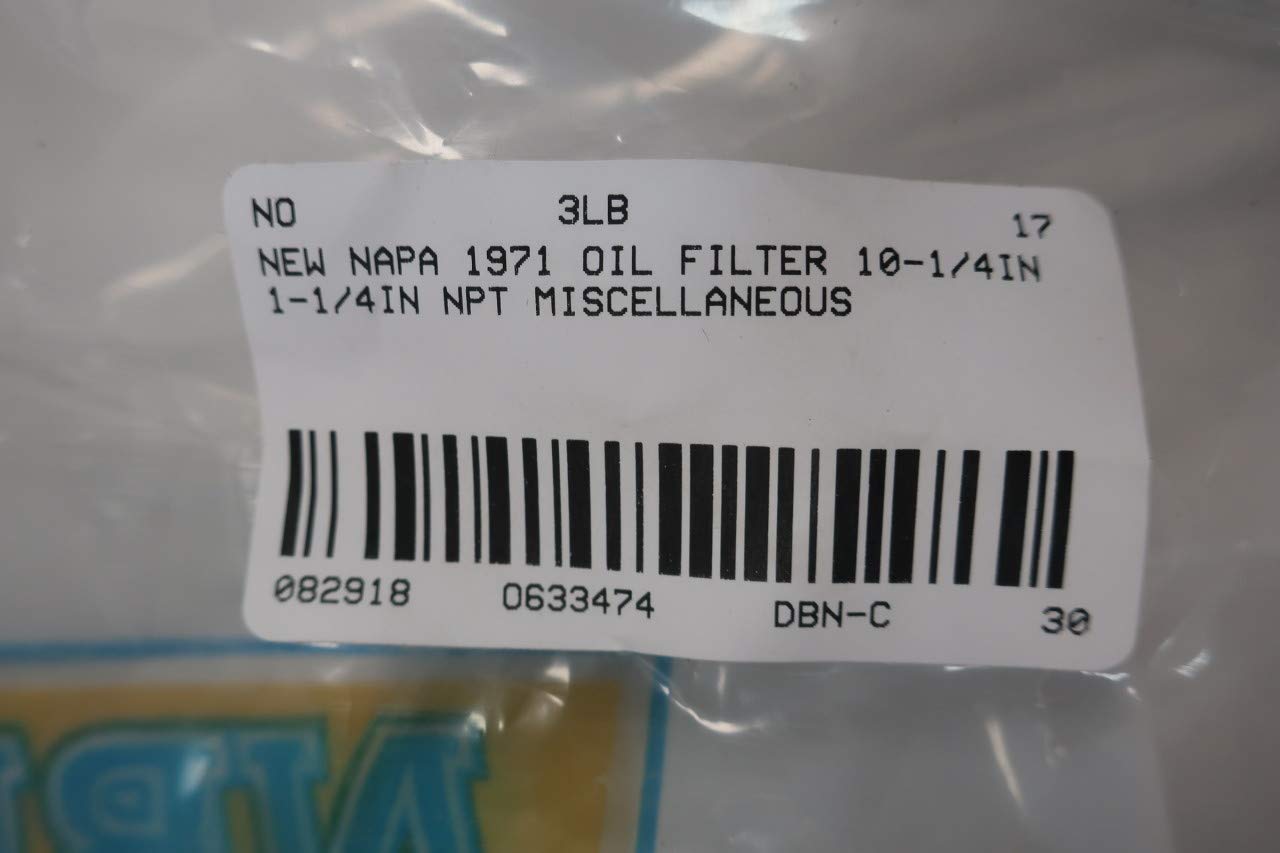 NO 3LB 17
NEW NAPA 1971 OIL FILTER 10-1/4IN
1-1/4IN NPT MISCELLANEOUS
082918 0633474 DBN-C 30